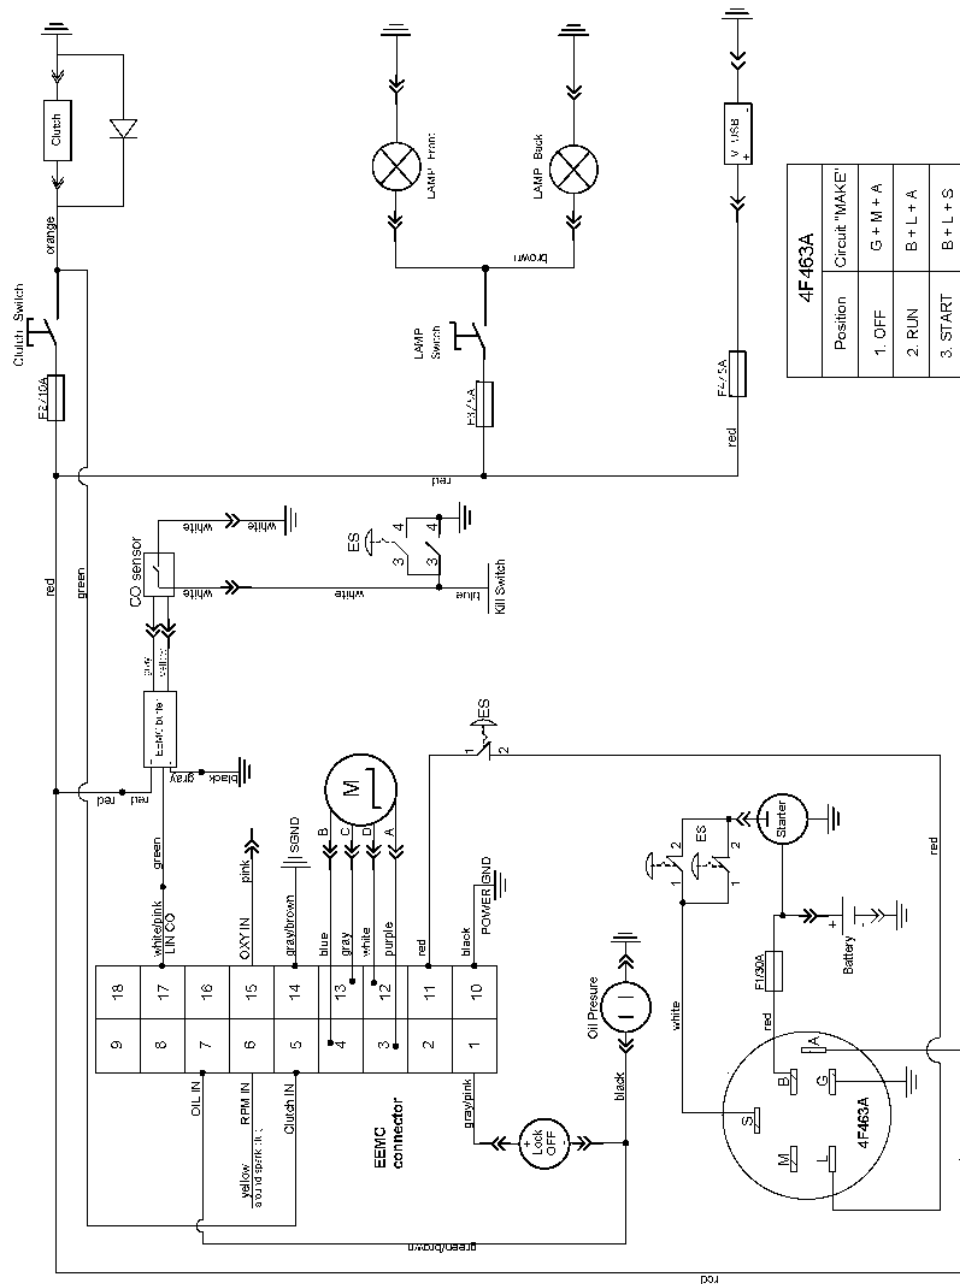 Clutch Switch
F2/10A
orange
Clutch
LAMP Front
LAMP Back
brown
LAMP
Switch
F3/5A
V USB
+ -
F4/5A
red
red
red
green
4F463A
Position
Circuit "MAKE"
1. OFF
G + M + A
2. RUN
B + L + A
3. START
B + L + S
CO sensor
white
white
white
white
ES
3
4
3
4
blue
Kill Switch
gray
yellow
EEMC buffer
gray
black
red
red
green
white/pink
LIN CO
pink
OXY IN
SGND
gray/brown
M
B
C
D
A
blue
gray
white
purple
red
black
POWER GND
ES
1
2
18
17
16
15
14
13
12
11
10
9
8
7
6
5
4
3
2
1
OIL IN
RPM IN
Clutch IN
yellow
EEMC
connector
gray/pink
+
Lock
OFF
-
Oil Presure
black
green/brown
white
ES
1
2
1
2
Starter
+
-
Battery
F1/30A
red
red
S
B
A
M
L
G
4F463A
red